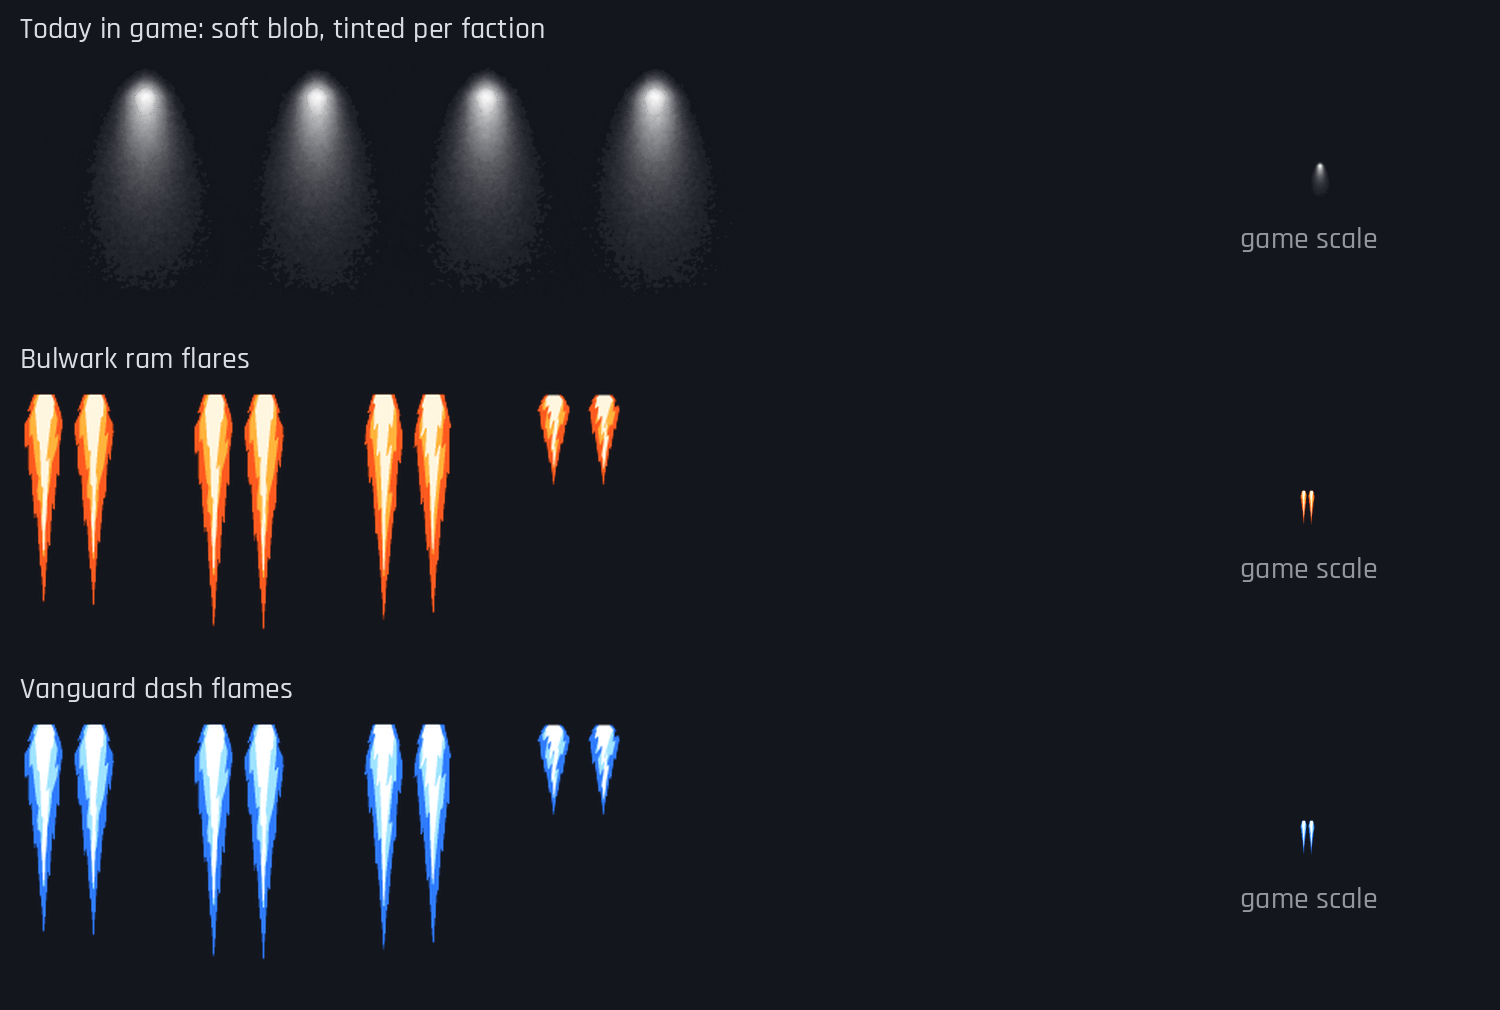 Today in game: soft blob, tinted per faction
game scale
Bulwark ram flares
game scale
Vanguard dash flames
game scale